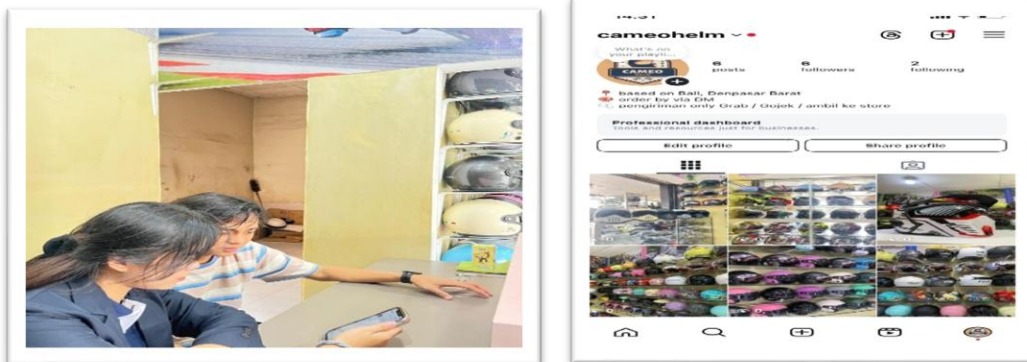 14:51
cameohelm
What's on
your playli...
CAMEO
6 posts
6 followers
2 following
based on Bali, Denpasar Barat
order by via DM
pengiriman only Grab / Gojek / ambil ke store
Professional dashboard
Tools and resources just for businesses.
Edit profile
Share profile